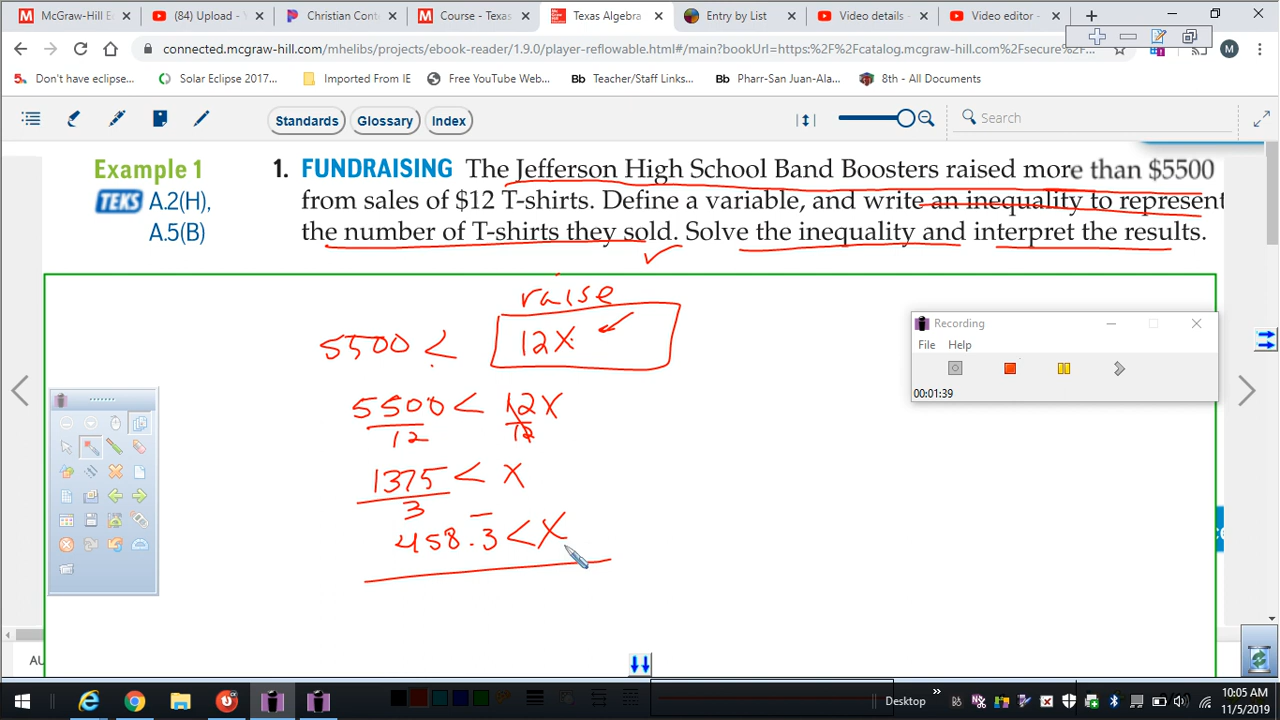 McGraw-Hill E
(84) Upload - Y
Christian Cont
Course - Texas
Texas Algebra
Entry by List
Video details -
Video editor -
connected.mcgraw-hill.com/mhelibs/projects/ebook-reader/1.9.0/player-reflowable.html#/main?bookUrl=https:%2F%2Fcatalog.mcgraw-hill.com%2Fsecure%
M
Don't have eclipse...
Solar Eclipse 2017...
Imported From IE
Free YouTube Web...
Bb Teacher/Staff Links...
Bb Pharr-San Juan-Ala...
8th - All Documents
Standards
Glossary
Index
Search
Example 1
TEKS A.2(H),
A.5(B)
1. FUNDRAISING The Jefferson High School Band Boosters raised more than $5500
from sales of $12 T-shirts. Define a variable, and write an inequality to represent
the number of T-shirts they sold. Solve the inequality and interpret the results.
raise
5500 < 12X
5500 < 12X
12 12
1375 < X
3
458.3̅ < X
Recording
File Help
00:01:39
AU
Desktop
10:05 AM
11/5/2019